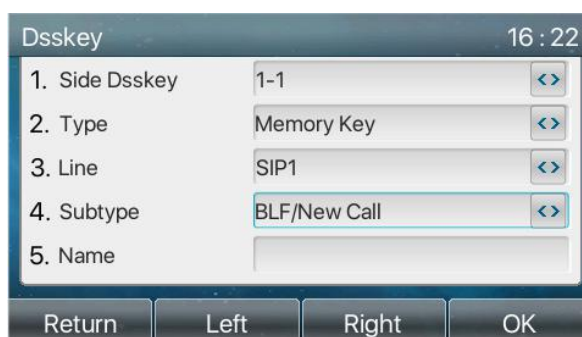 Dsskey 16:22
1. Side Dsskey 1-1 <>
2. Type Memory Key <>
3. Line SIP1 <>
4. Subtype BLF/New Call <>
5. Name
Return Left Right OK